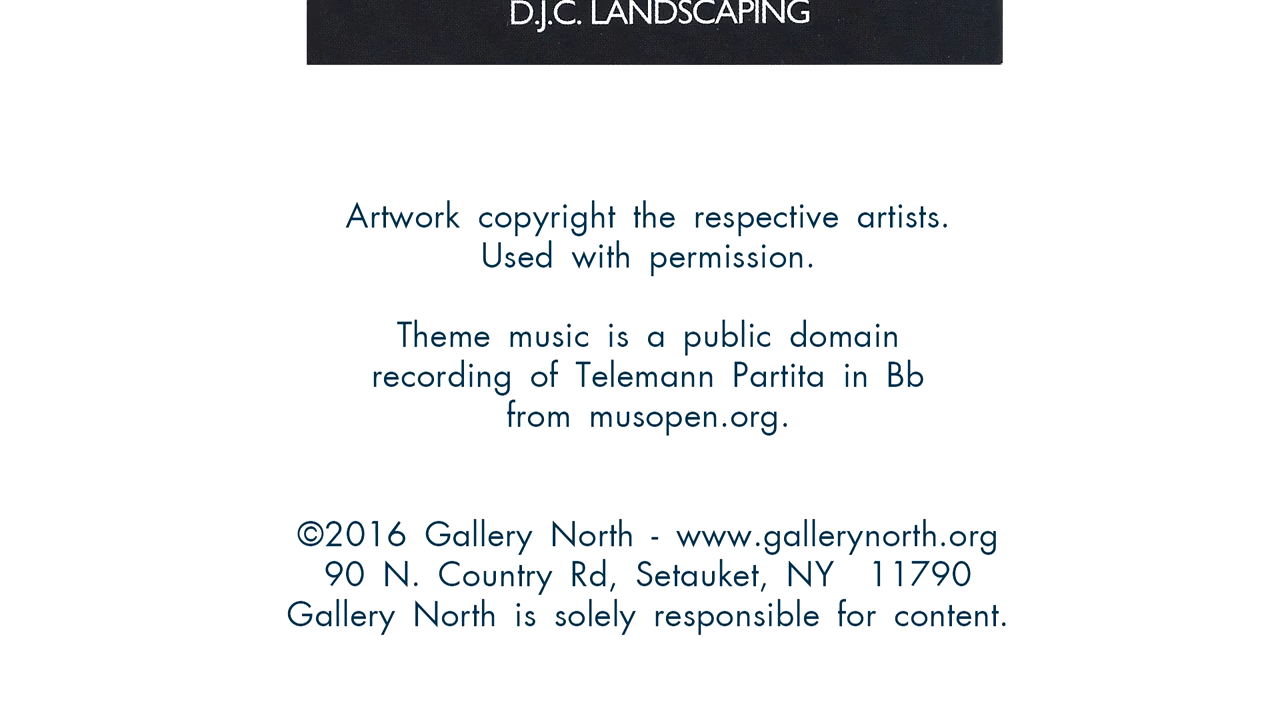 D.J.C. LANDSCAPING
Artwork copyright the respective artists.
Used with permission.
Theme music is a public domain
recording of Telemann Partita in Bb
from musopen.org.
©2016 Gallery North - www.gallerynorth.org
90 N. Country Rd, Setauket, NY 11790
Gallery North is solely responsible for content.